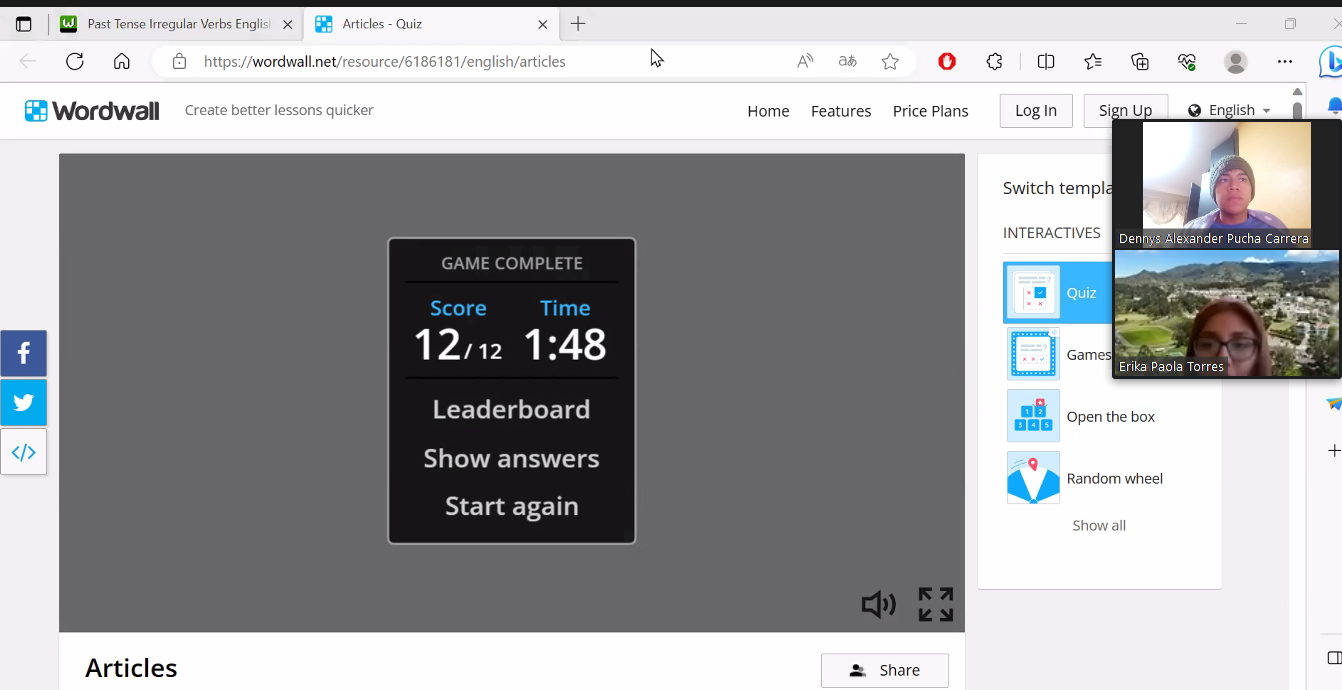 Past Tense Irregular Verbs Englis
Articles - Quiz
https://wordwall.net/resource/6186181/english/articles
Wordwall
Create better lessons quicker
Home
Features
Price Plans
Log In
Sign Up
English
Switch templa
INTERACTIVES
Quiz
Games
Open the box
Random wheel
Show all
Dennys Alexander Pucha Carrera
Erika Paola Torres
GAME COMPLETE
Score Time
12/ 12 1:48
Leaderboard
Show answers
Start again
Articles
Share